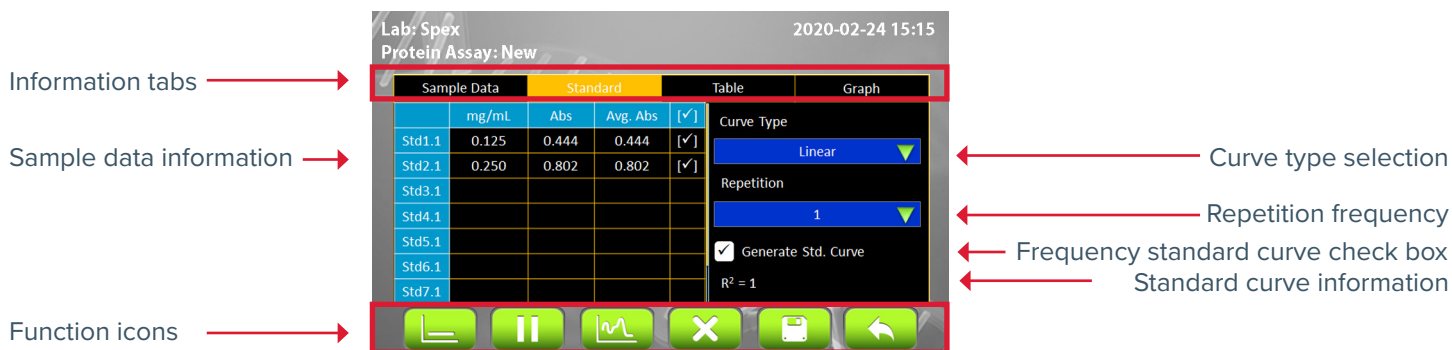 Lab: Spex
2020-02-24 15:15
Protein Assay: New
Information tabs
Sample Data Standard Table Graph
mg/mL Abs Avg. Abs [✓]
Curve Type
Std1.1 0.125 0.444 0.444 [✓]
Linear
Sample data information
Curve type selection
Std2.1 0.250 0.802 0.802 [✓]
Repetition
Std3.1
Std4.1
1
Repetition frequency
Std5.1
Generate Std. Curve
Frequency standard curve check box
Std6.1
R² = 1
Standard curve information
Std7.1
Function icons